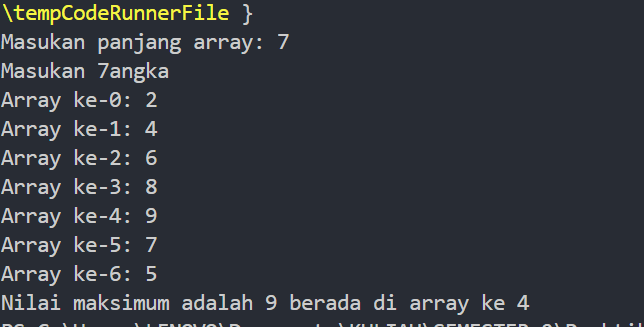 \tempCodeRunnerFile }
Masukan panjang array: 7
Masukan 7angka
Array ke-0: 2
Array ke-1: 4
Array ke-2: 6
Array ke-3: 8
Array ke-4: 9
Array ke-5: 7
Array ke-6: 5
Nilai maksimum adalah 9 berada di array ke 4